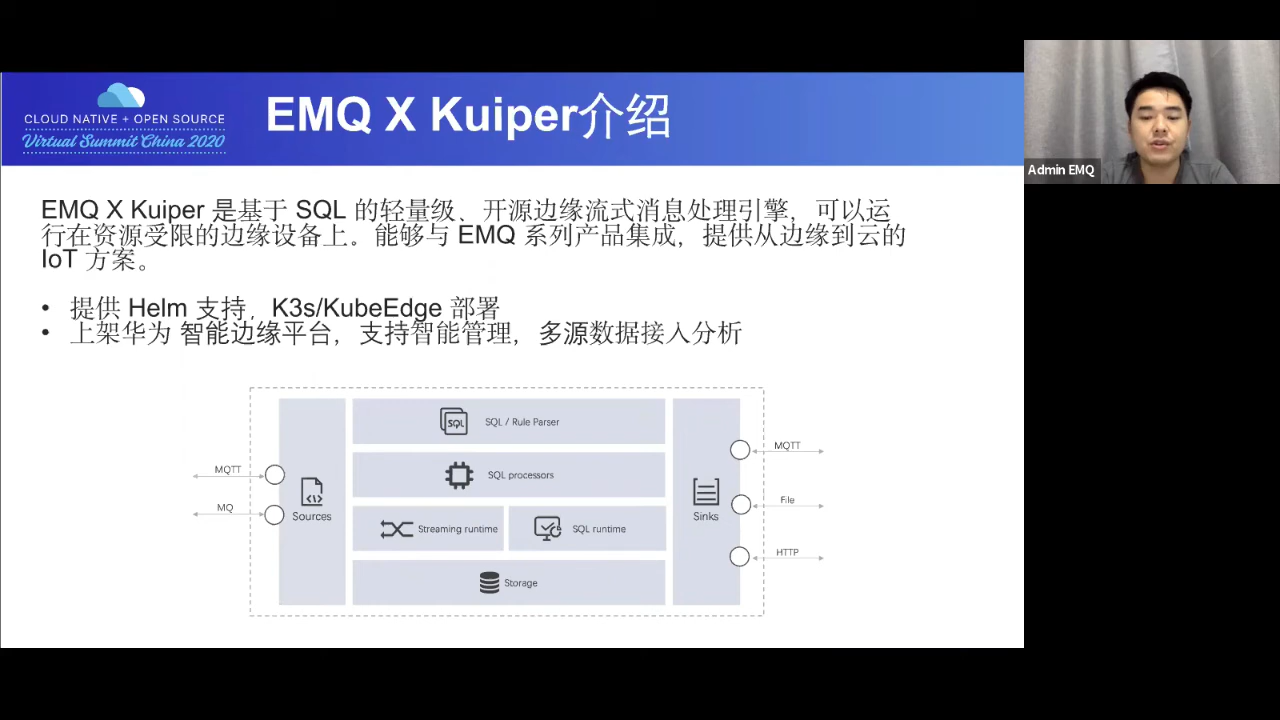 CLOUD NATIVE + OPEN SOURCE
Virtual Summit China 2020
EMQ X Kuiper介绍
Admin EMQ
EMQ X Kuiper 是基于 SQL 的轻量级、开源边缘流式消息处理引擎，可以运
行在资源受限的边缘设备上。能够与 EMQ 系列产品集成，提供从边缘到云的
IoT 方案。
• 提供 Helm 支持，K3s/KubeEdge 部署
• 上架华为 智能边缘平台，支持智能管理，多源数据接入分析
MQTT
MQ
Sources
SQL
SQL / Rule Parser
SQL processors
Streaming runtime
SQL runtime
Storage
Sinks
MQTT
File
HTTP